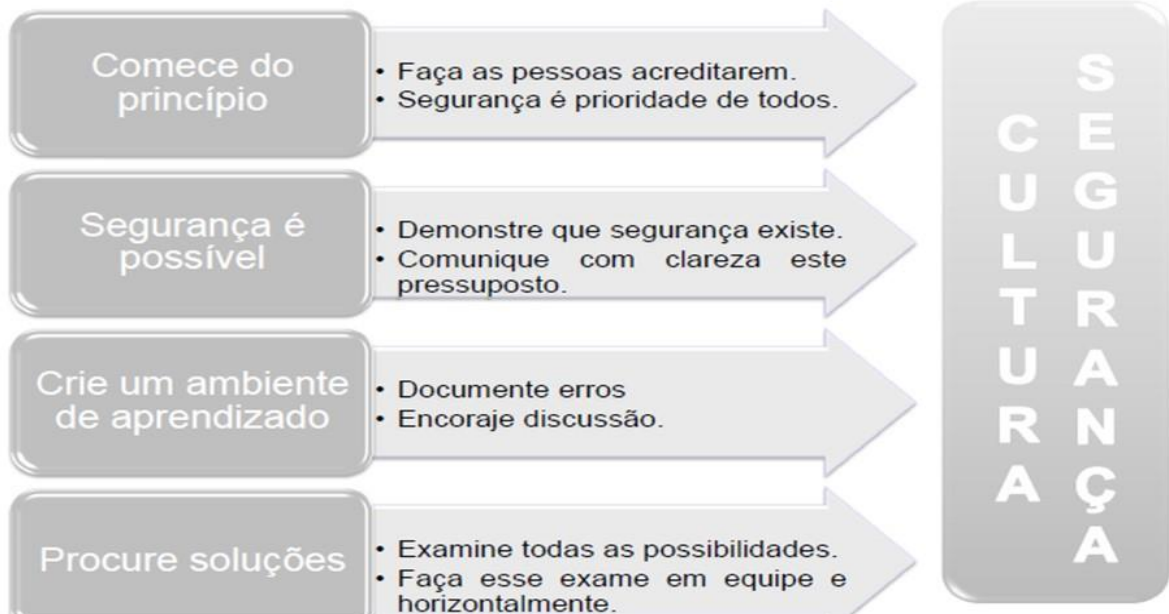 Comece do
princípio
• Faça as pessoas acreditarem.
• Segurança é prioridade de todos.
Segurança é
possível
• Demonstre que segurança existe.
• Comunique com clareza este
pressuposto.
Crie um ambiente
de aprendizado
• Documente erros
• Encoraje discussão.
Procure soluções
• Examine todas as possibilidades.
• Faça esse exame em equipe e
horizontalmente.
CULTURA
SEGURANÇA